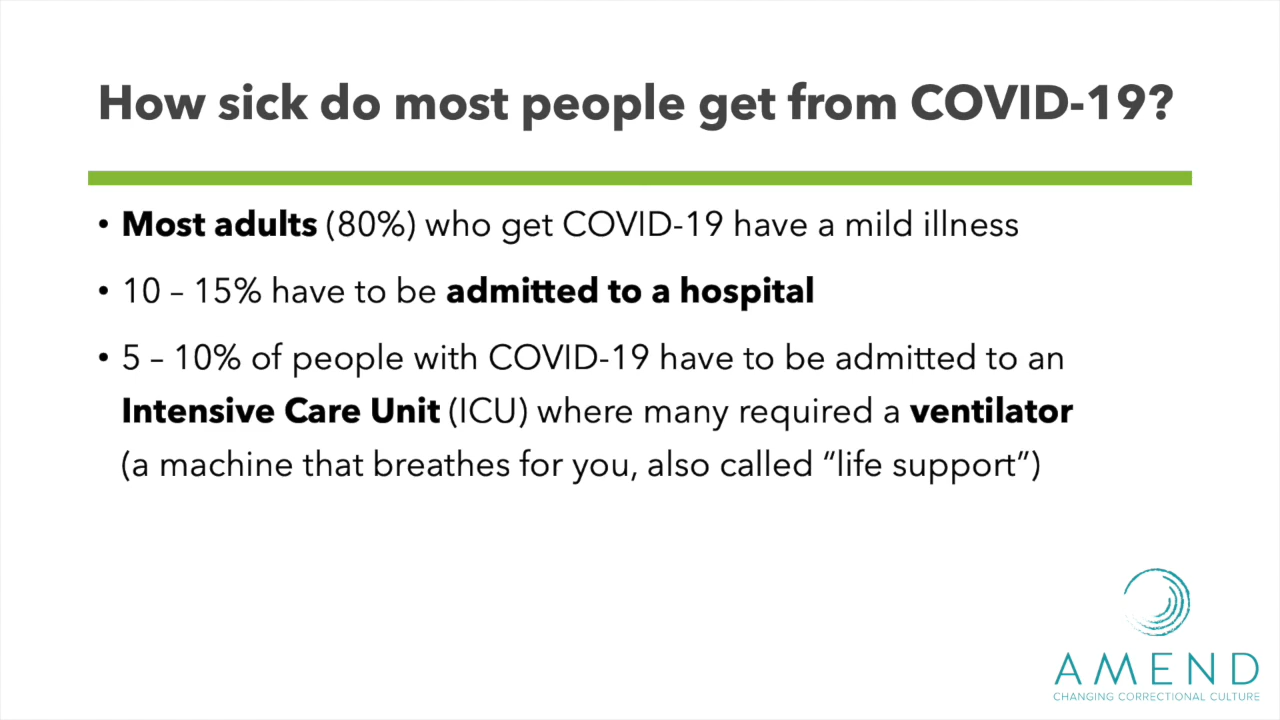 How sick do most people get from COVID-19?
• Most adults (80%) who get COVID-19 have a mild illness
• 10 – 15% have to be admitted to a hospital
• 5 – 10% of people with COVID-19 have to be admitted to an
Intensive Care Unit (ICU) where many required a ventilator
(a machine that breathes for you, also called “life support”)
AMEND
CHANGING CORRECTIONAL CULTURE